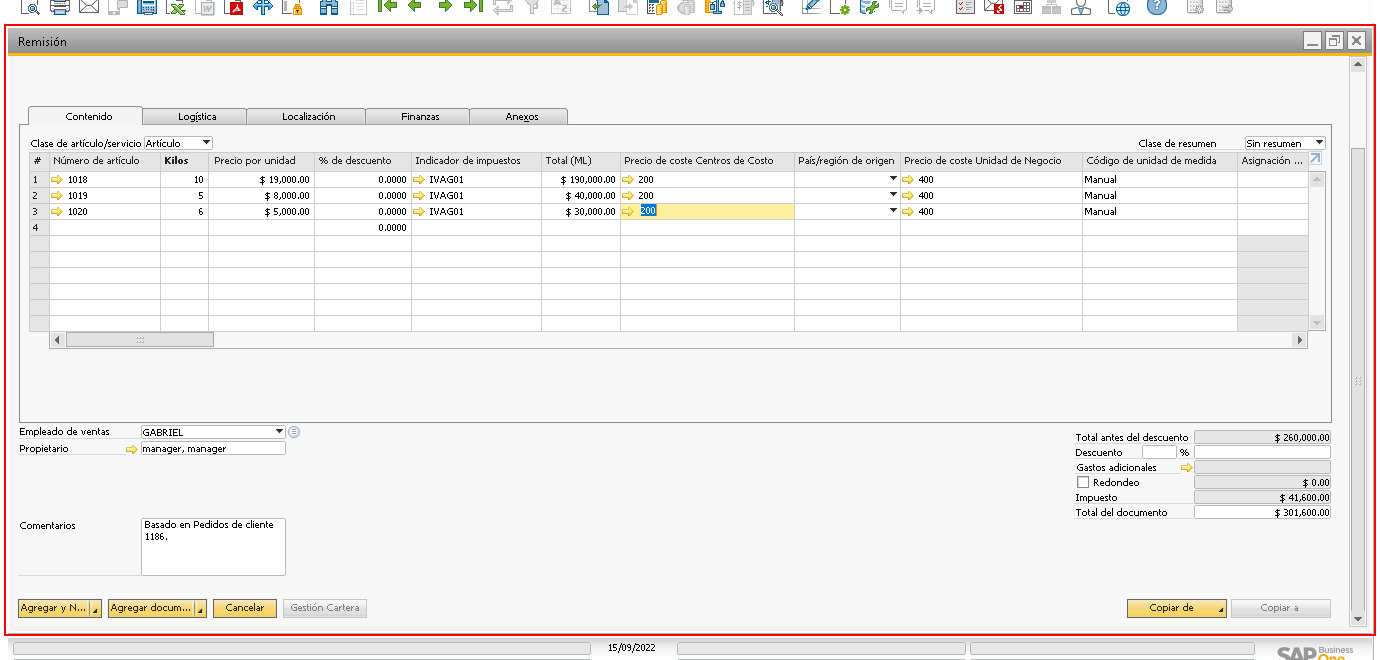 Remisión
Contenido Logística Localización Finanzas Anexos
Clase de artículo/servicio Artículo Clase de resumen Sin resumen
# Número de artículo Kilos Precio por unidad % de descuento Indicador de impuestos Total (ML) Precio de coste Centros de Costo País/región de origen Precio de coste Unidad de Negocio Código de unidad de medida Asignación ...
1 1018 10 $ 19,000.00 0.0000 IVAG01 $ 190,000.00 200 400 Manual
2 1019 5 $ 8,000.00 0.0000 IVAG01 $ 40,000.00 200 400 Manual
3 1020 6 $ 5,000.00 0.0000 IVAG01 $ 30,000.00 200 400 Manual
4 0.0000
Empleado de ventas GABRIEL
Propietario manager, manager
Total antes del descuento $ 260,000.00
Descuento %
Gastos adicionales
Redondeo $ 0.00
Impuesto $ 41,600.00
Total del documento $ 301,600.00
Comentarios Basado en Pedidos de cliente
1186.
Agregar y N... Agregar docum... Cancelar Gestión Cartera Copiar de Copiar a
15/09/2022
SAP Business
One